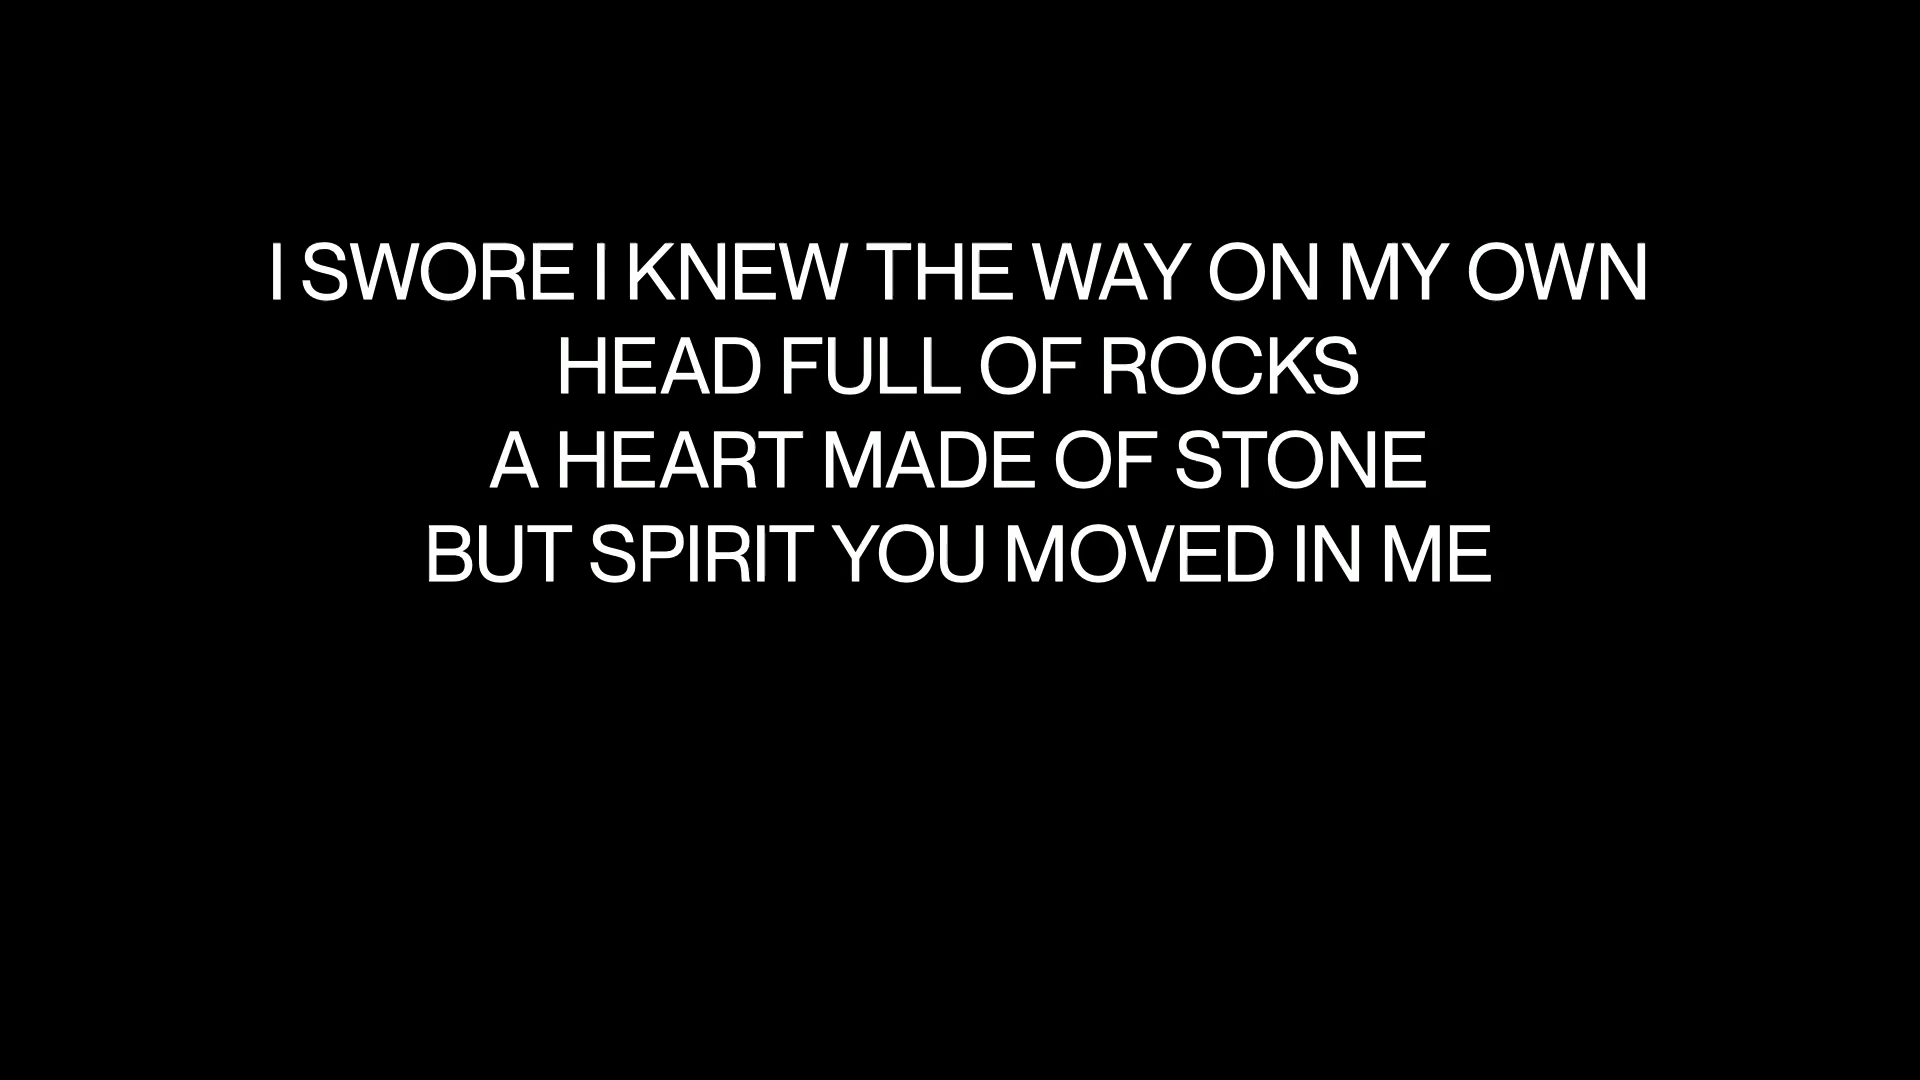 I SWORE I KNEW THE WAY ON MY OWN
HEAD FULL OF ROCKS
A HEART MADE OF STONE
BUT SPIRIT YOU MOVED IN ME